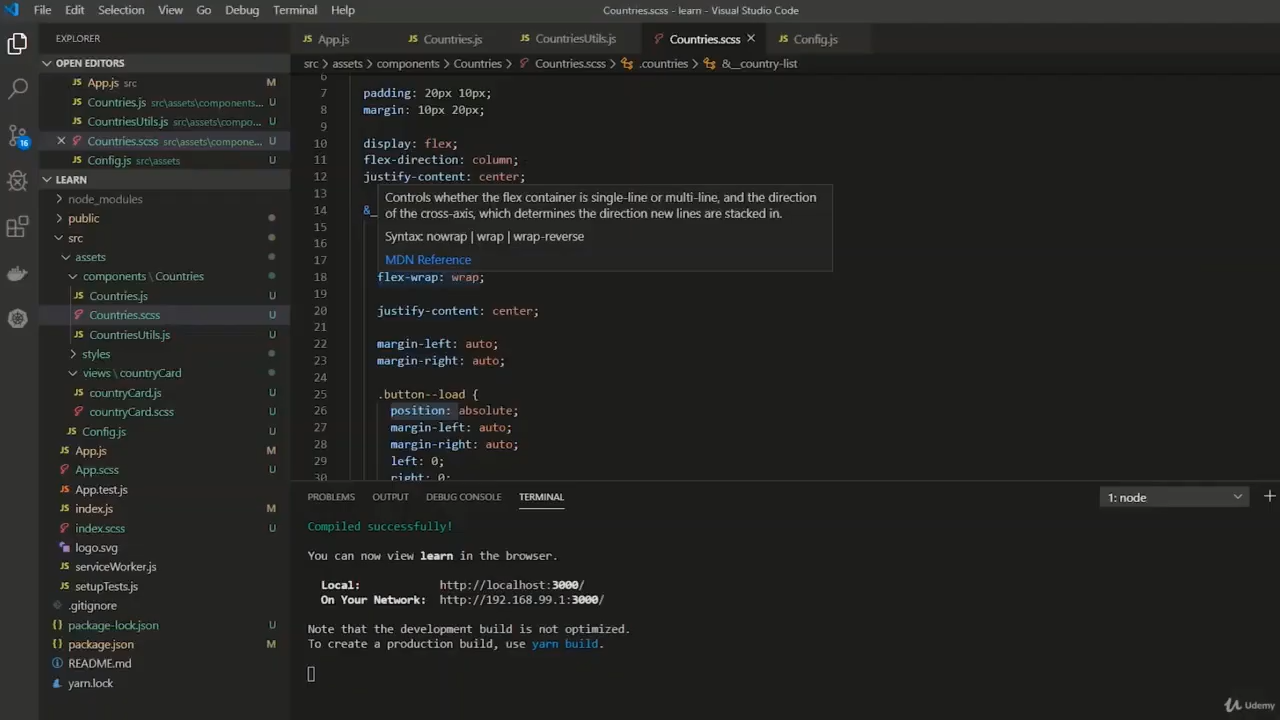 File Edit Selection View Go Debug Terminal Help
Countries.scss - learn - Visual Studio Code
EXPLORER
OPEN EDITORS
App.js src M
Countries.js src\assets\components... U
CountriesUtils.js src\assets\compo... U
Countries.scss src\assets\compone... U
Config.js src\assets U
LEARN
node_modules
public
src
assets
components \ Countries
Countries.js U
Countries.scss U
CountriesUtils.js U
styles
views \ countryCard
countryCard.js U
countryCard.scss U
Config.js U
App.js M
App.scss U
App.test.js
index.js M
index.scss U
logo.svg
serviceWorker.js
setupTests.js
.gitignore
package-lock.json U
package.json M
README.md
yarn.lock
16
App.js Countries.js CountriesUtils.js Countries.scss Config.js
src > assets > components > Countries > Countries.scss > .countries > &__country-list
6
7 padding: 20px 10px;
8 margin: 10px 20px;
9
10 display: flex;
11 flex-direction: column;
12 justify-content: center;
13
14 &_
15
16
17
Controls whether the flex container is single-line or multi-line, and the direction
of the cross-axis, which determines the direction new lines are stacked in.
Syntax: nowrap | wrap | wrap-reverse
MDN Reference
18 flex-wrap: wrap;
19
20 justify-content: center;
21
22 margin-left: auto;
23 margin-right: auto;
24
25 .button--load {
26 position: absolute;
27 margin-left: auto;
28 margin-right: auto;
29 left: 0;
30 right: 0;
PROBLEMS OUTPUT DEBUG CONSOLE TERMINAL
1: node
Compiled successfully!
You can now view learn in the browser.
Local: http://localhost:3000/
On Your Network: http://192.168.99.1:3000/
Note that the development build is not optimized.
To create a production build, use yarn build.
Udemy